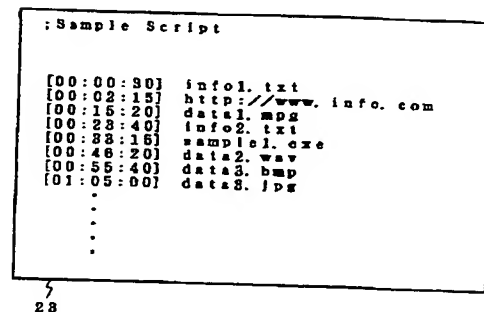 ;Sample Script
[00:00:30] info1. txt
[00:02:15] http://www. info. com
[00:15:20] data1. mpg
[00:23:40] info2. txt
[00:33:15] sample1. exe
[00:46:20] data2. wav
[00:55:40] data3. bmp
[01:05:00] data8. jpg
23